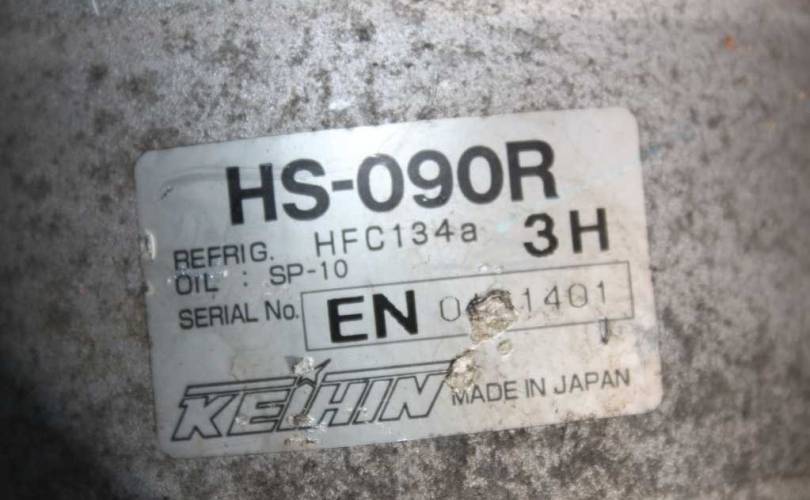 HS-090R
REFRIG. HFC134a 3H
OIL : SP-10
SERIAL No. EN
KEIHIN MADE IN JAPAN